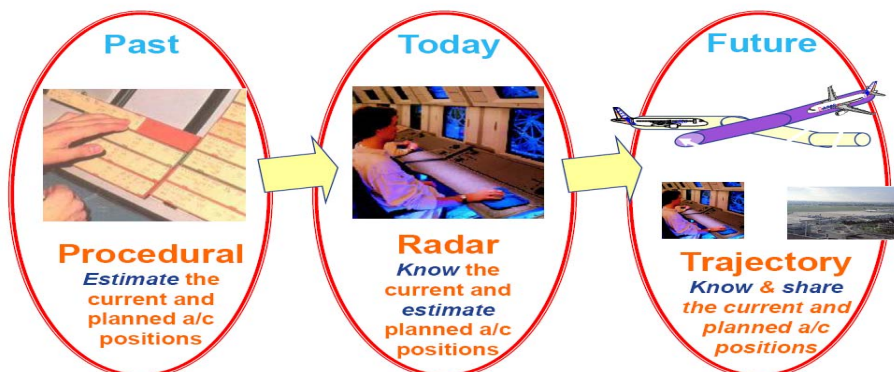 Past
Procedural
Estimate the
current and
planned a/c
positions
Today
Radar
Know the
current and
estimate
planned a/c
positions
Future
Trajectory
Know & share
the current and
planned a/c
positions